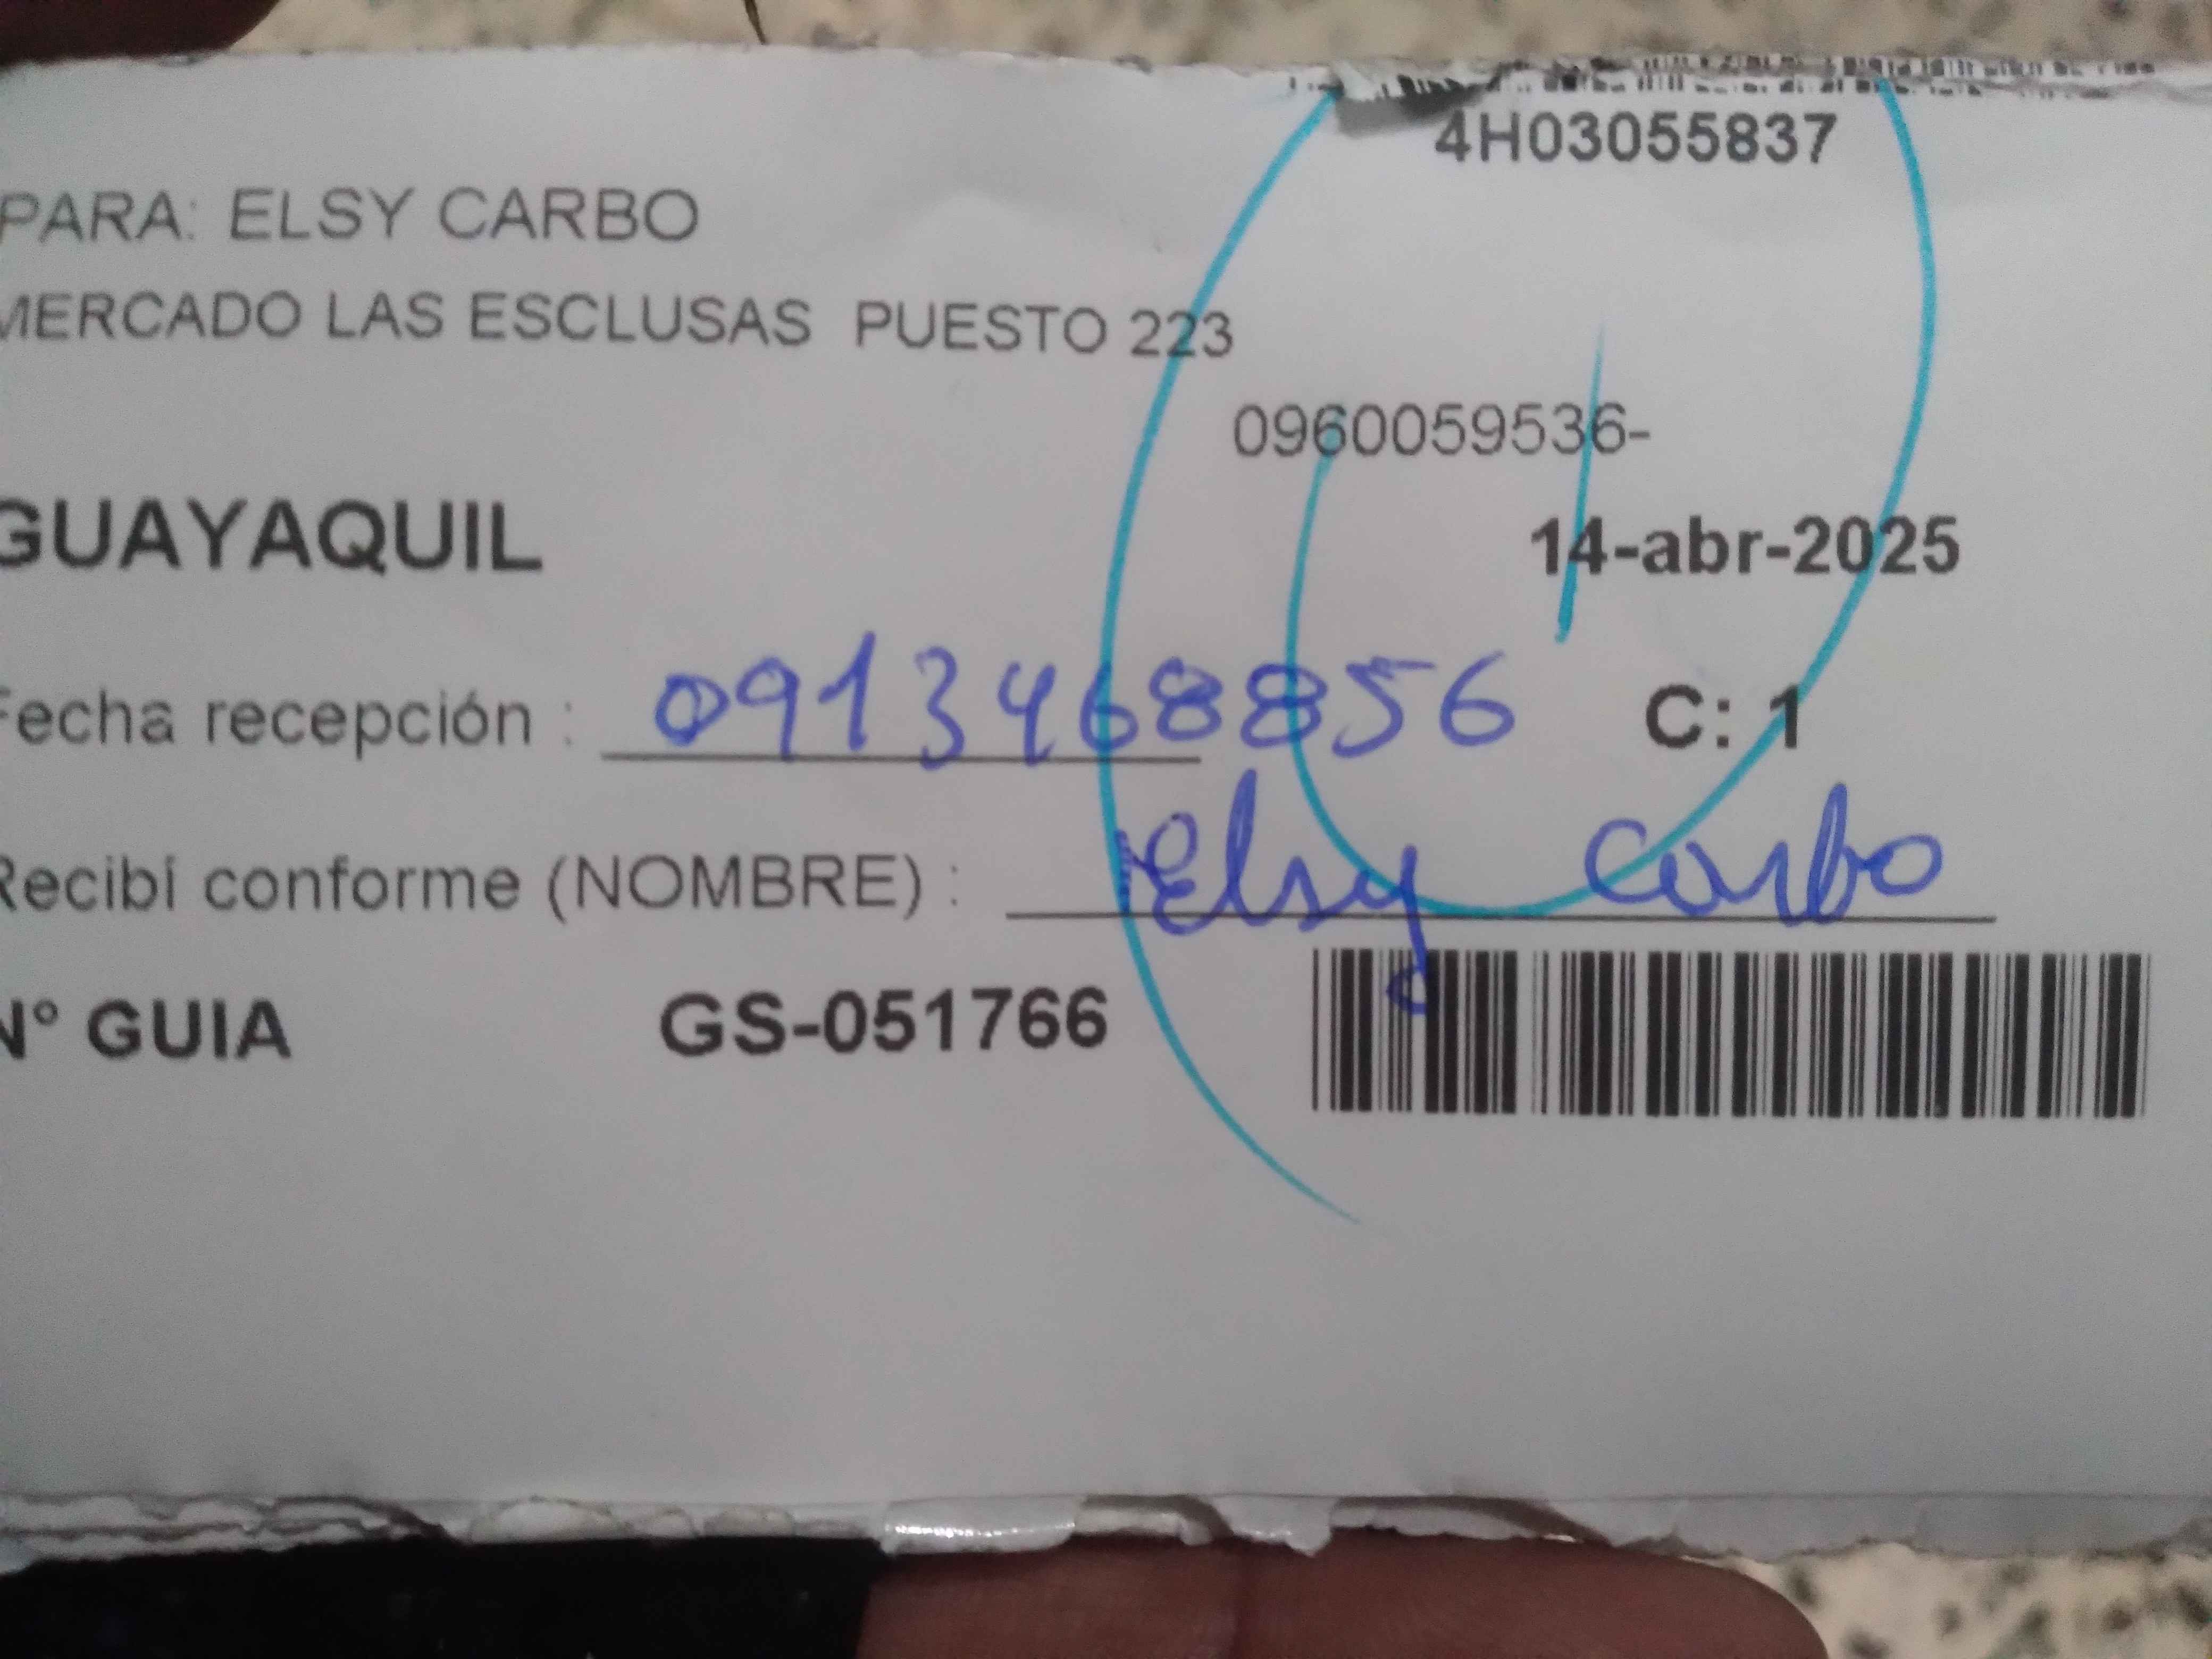 4H03055837
PARA: ELSY CARBO
MERCADO LAS ESCLUSAS PUESTO 223
0960059536-
GUAYAQUIL
14-abr-2025
Fecha recepción : 0913468856 C: 1
Recibí conforme (NOMBRE) : Elsy Carbo
N° GUIA GS-051766